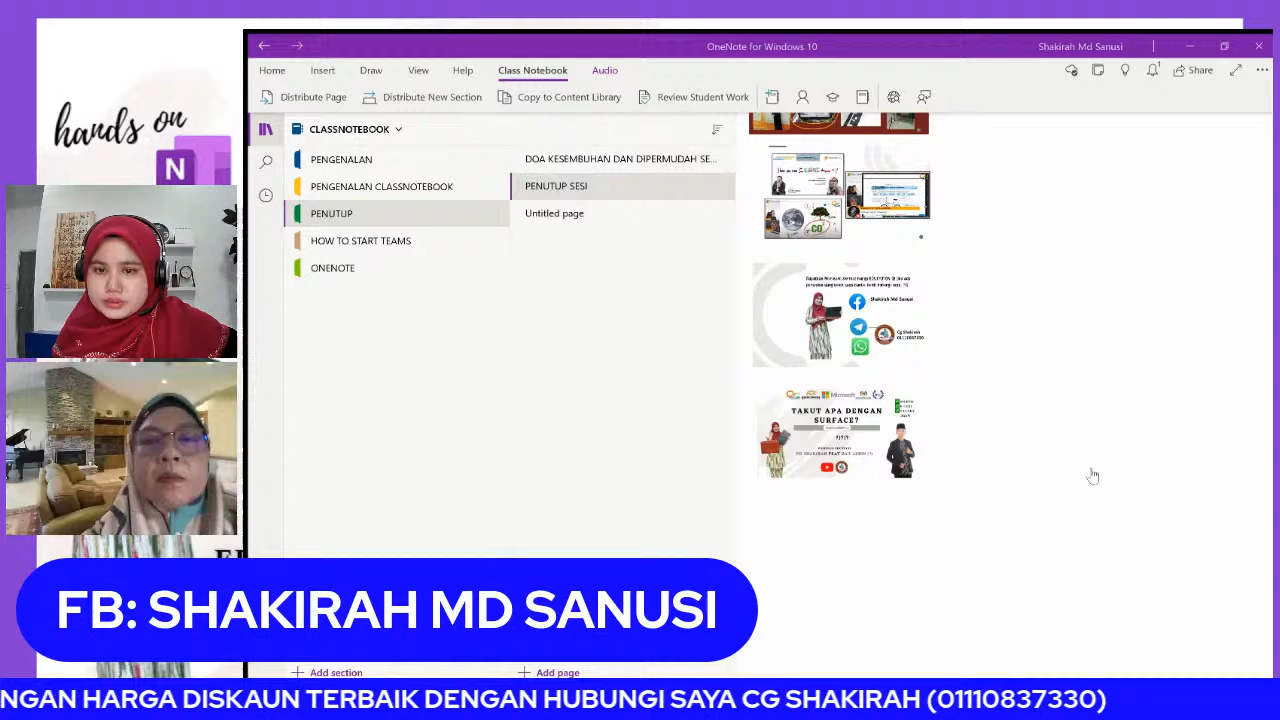 OneNote for Windows 10
Shakirah Md Sanusi
Home
Insert
Draw
View
Help
Class Notebook
Audio
Share
Distribute Page
Distribute New Section
Copy to Content Library
Review Student Work
hands on
N
CLASSNOTEBOOK
PENGENALAN
PENGENALAN CLASSNOTEBOOK
PENUTUP
HOW TO START TEAMS
ONENOTE
DOA KESEMBUHAN DAN DIPERMUDAH SE...
PENUTUP SESI
Untitled page
Shakirah Md Sanusi
Cg Shakirah
Microsoft
TAKUT APA DENGAN
SURFACE?
FB: SHAKIRAH MD SANUSI
Add section
Add page
NGAN HARGA DISKAUN TERBAIK DENGAN HUBUNGI SAYA CG SHAKIRAH (01110837330)